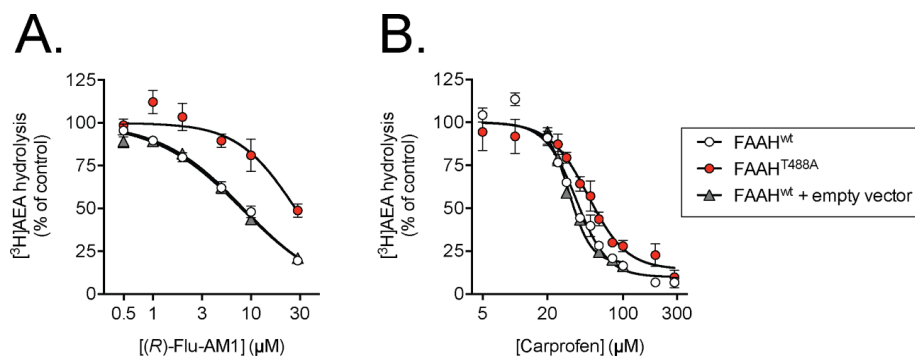 A.
[³H]AEA hydrolysis
(% of control)
125
100
75
50
25
0
0.5 1 3 10 30
[(R)-Flu-AM1] (µM)
B.
[³H]AEA hydrolysis
(% of control)
125
100
75
50
25
0
5 20 100 300
[Carprofen] (µM)
FAAHʷᵗ
FAAHᵀ⁴⁸⁸ᴬ
FAAHʷᵗ + empty vector